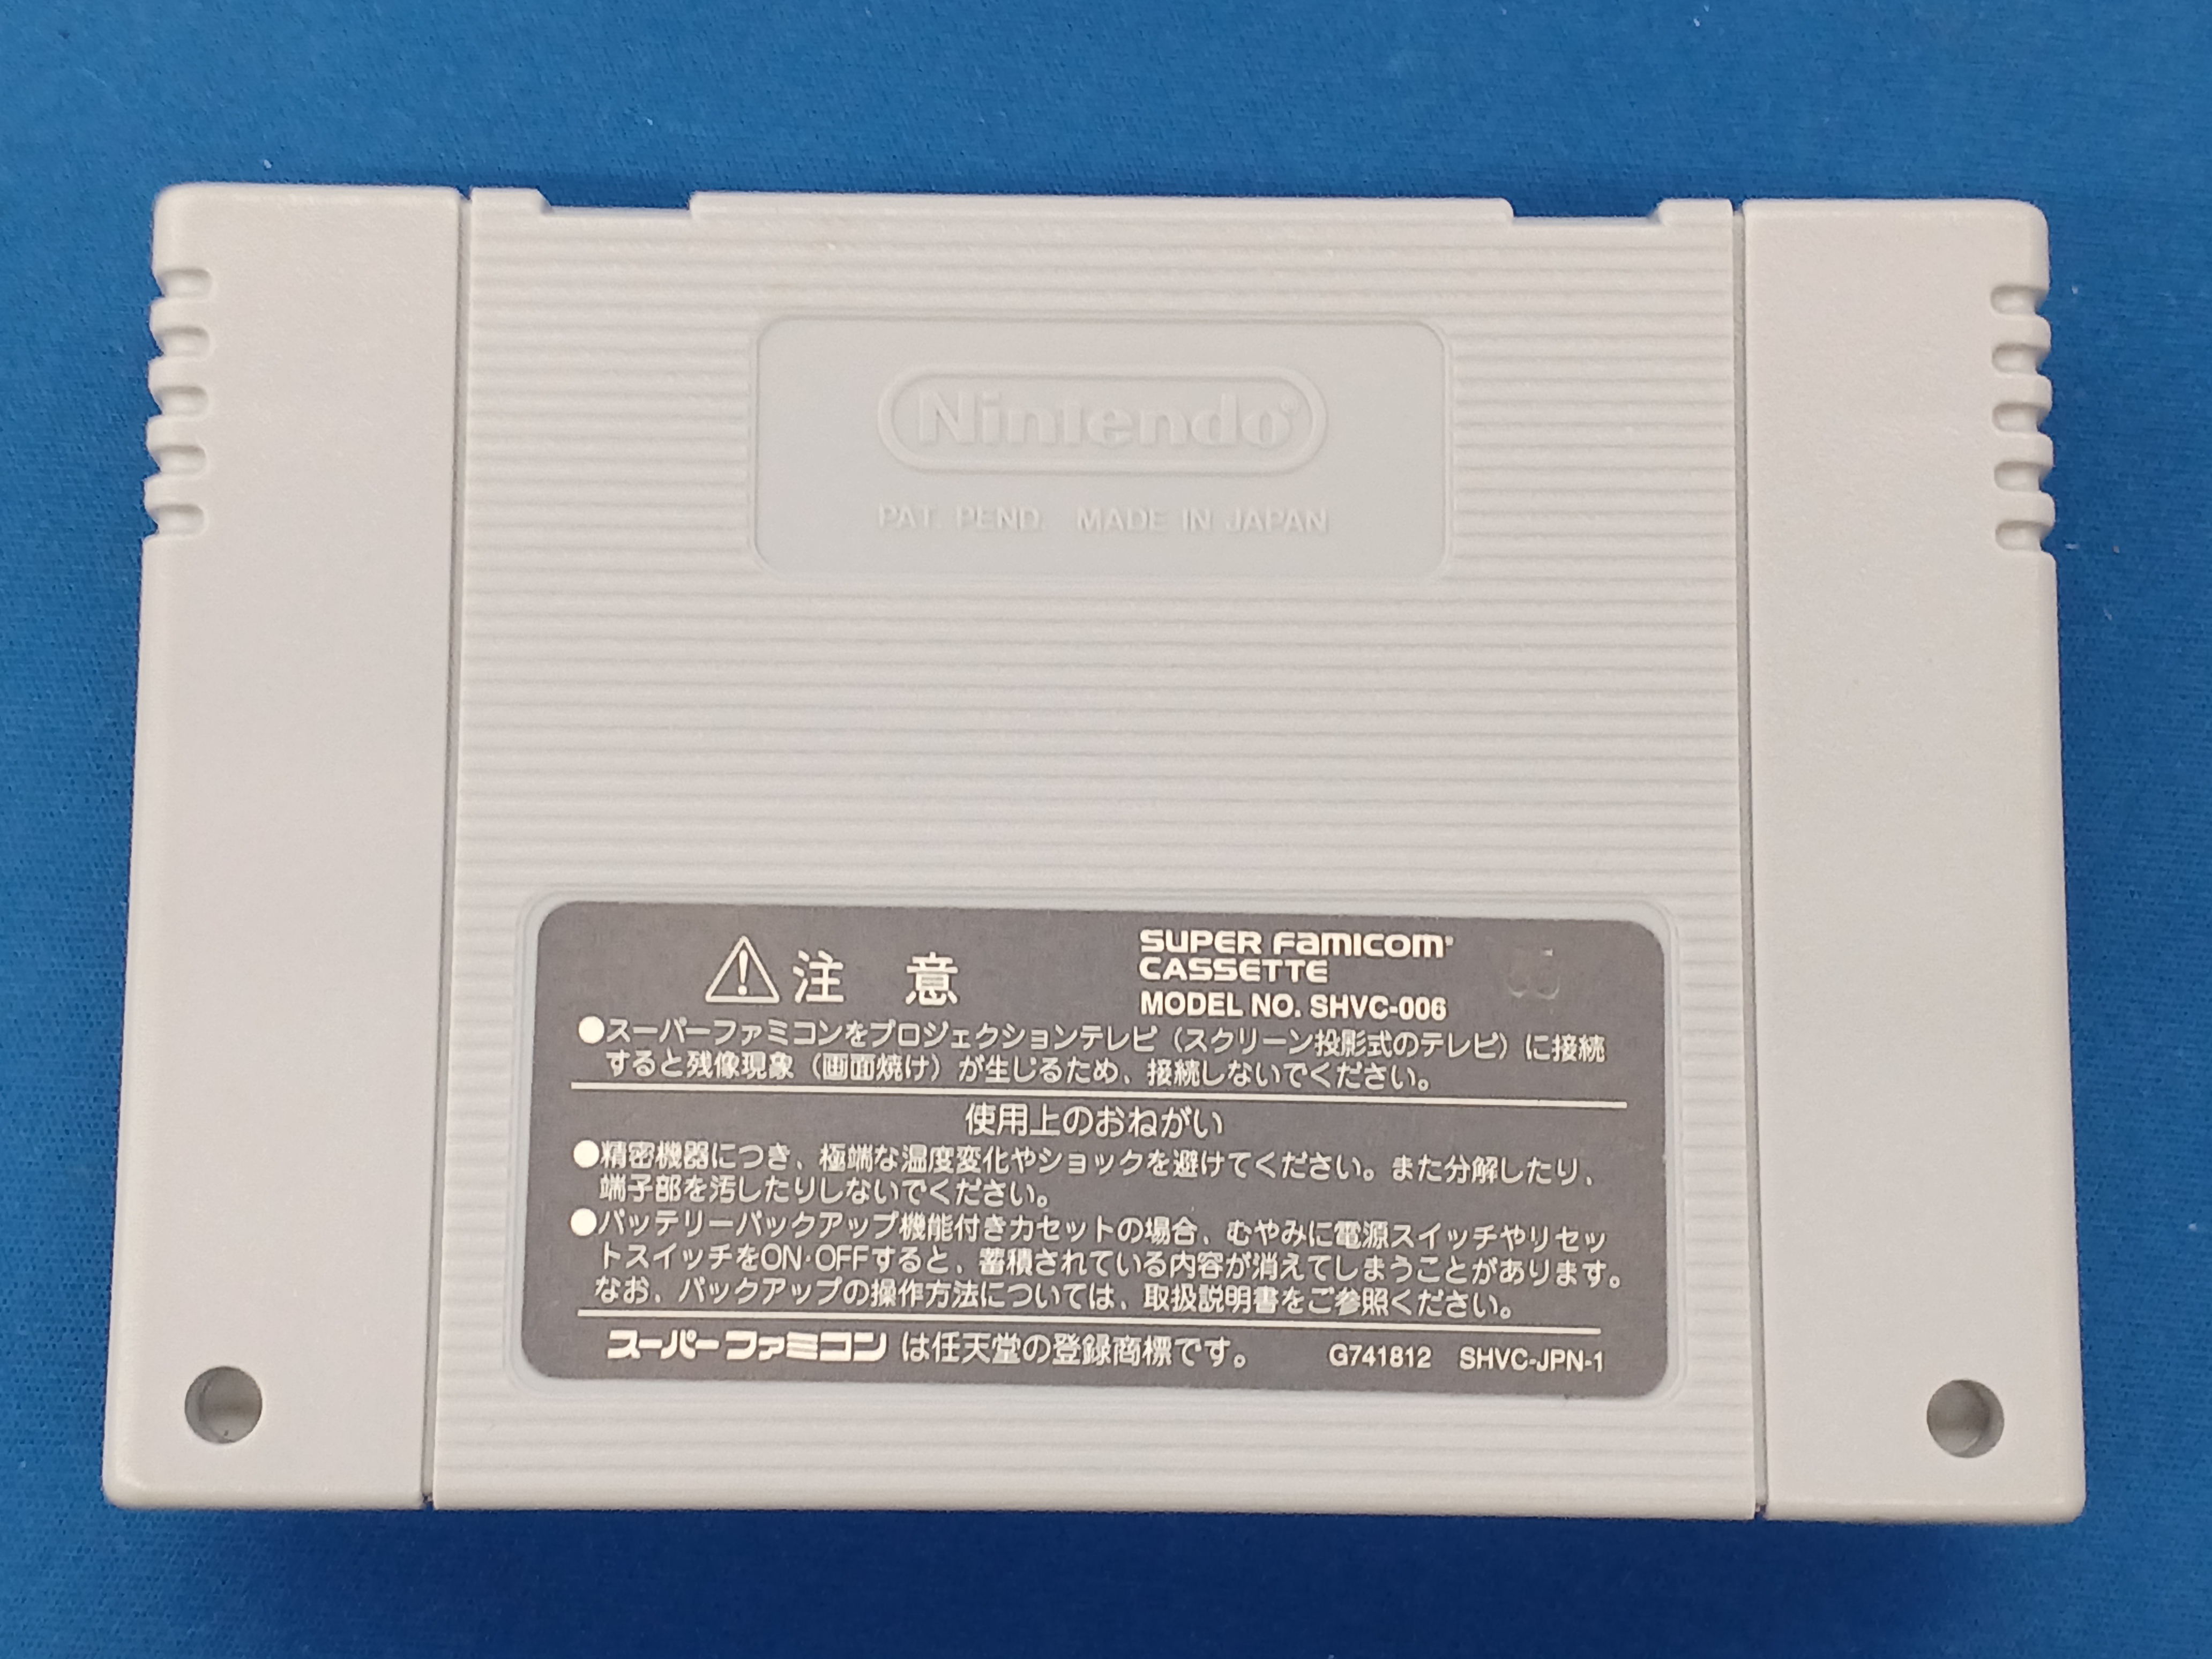 Nintendo®
PAT. PEND. MADE IN JAPAN
注意
SUPER FAMICOM®
CASSETTE
MODEL NO. SHVC-006
●スーパーファミコンをプロジェクションテレビ（スクリーン投影式のテレビ）に接続
すると残像現象（画面焼け）が生じるため、接続しないでください。
使用上のおねがい
●精密機器につき、極端な温度変化やショックを避けてください。また分解したり、
端子部を汚したりしないでください。
●バッテリーバックアップ機能付きカセットの場合、むやみに電源スイッチやリセッ
トスイッチをON·OFFすると、蓄積されている内容が消えてしまうことがあります。
なお、バックアップの操作方法については、取扱説明書をご参照ください。
スーパーファミコンは任天堂の登録商標です。 G741812 SHVC-JPN-1